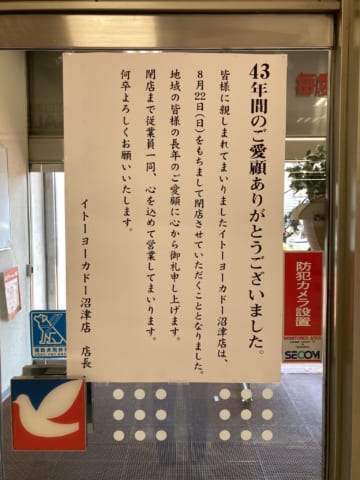 43年間のご愛顧ありがとうございました。
皆様に親しまれてまいりましたイトーヨーカドー沼津店は、
8月22日(日)をもちまして閉店させていただくこととなりました。
地域の皆様の長年のご愛顧に心から御礼申し上げます。
閉店まで従業員一同、心を込めて営業してまいります。
何卒よろしくお願いいたします。
イトーヨーカドー沼津店 店長
防犯カメラ設置
SECOM